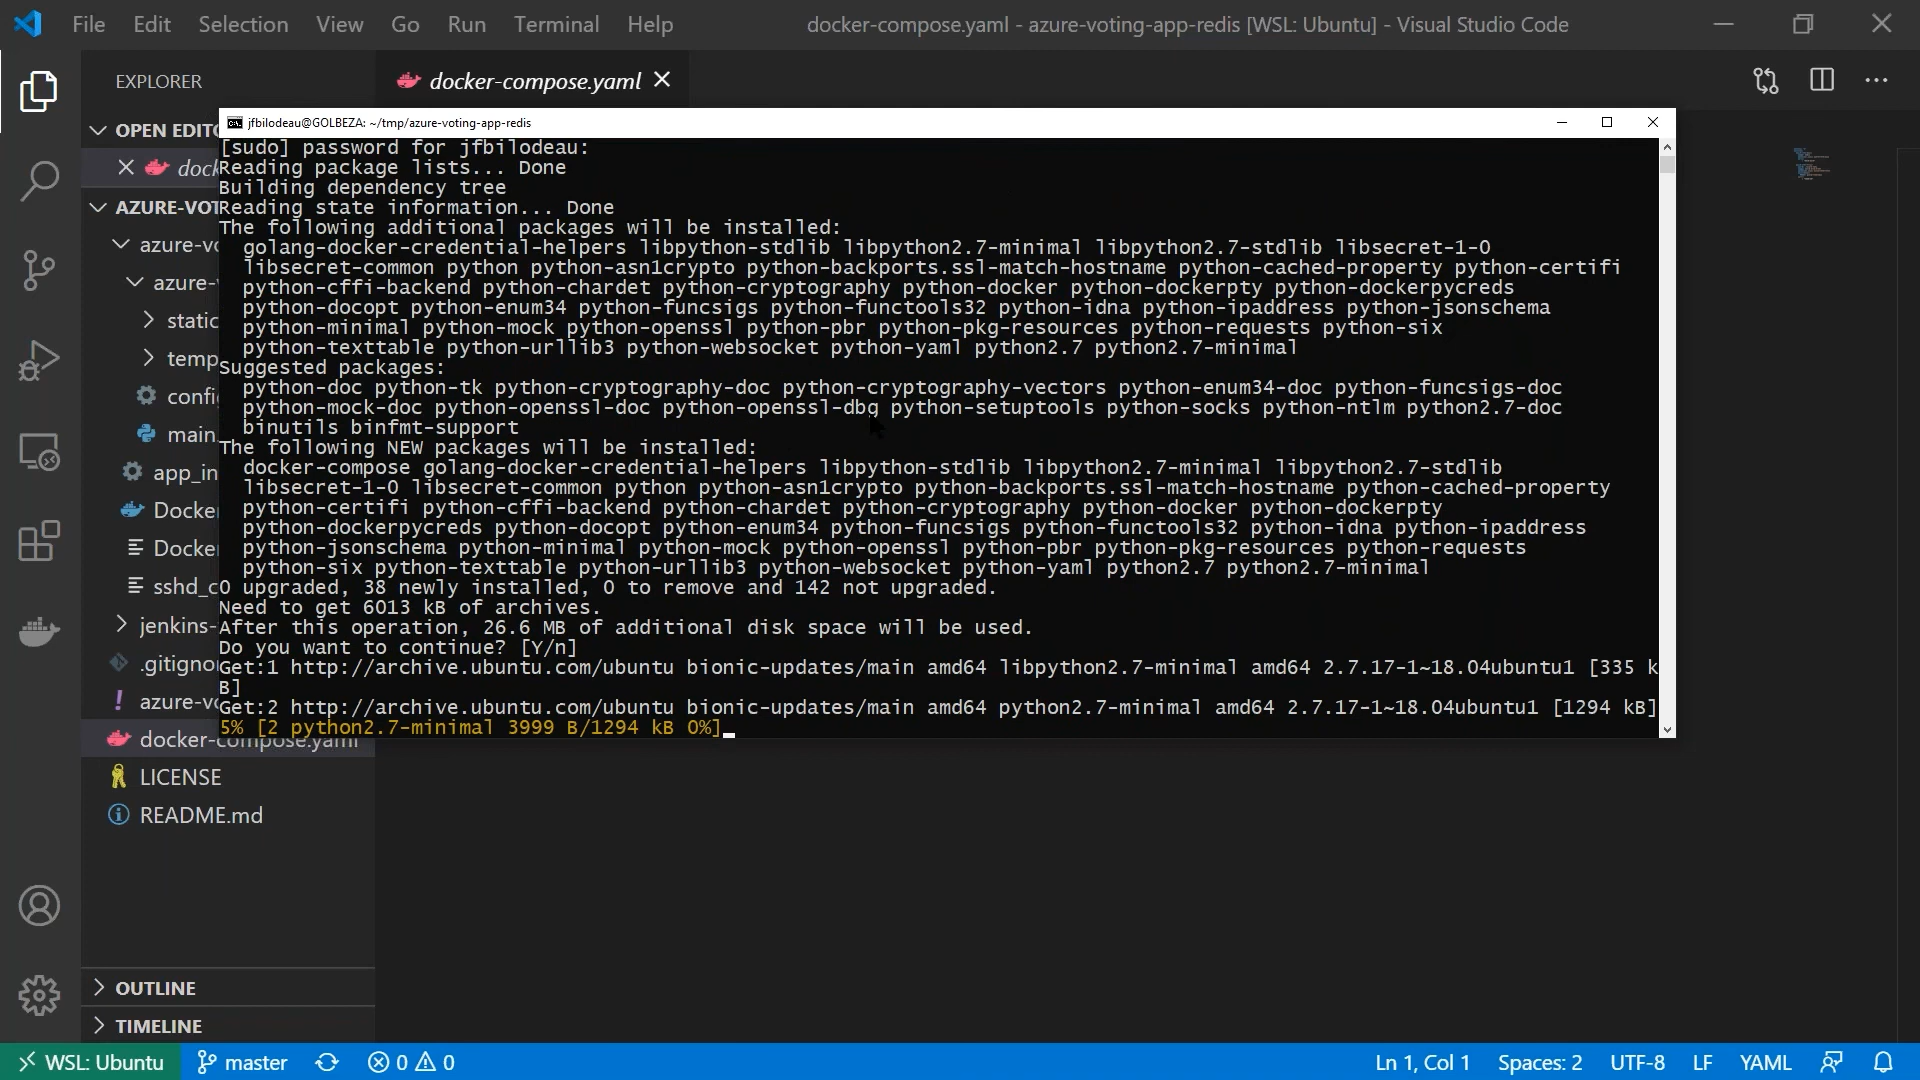 File Edit Selection View Go Run Terminal Help
docker-compose.yaml - azure-voting-app-redis [WSL: Ubuntu] - Visual Studio Code
EXPLORER
docker-compose.yaml
OPEN EDITO
dock
AZURE-VOT
azure-vo
azure-v
static
temp
confi
main.
app_in
Docker
Docker
sshd_c
jenkins-
.gitigno
azure-vo
docker-compose.yaml
LICENSE
README.md
OUTLINE
TIMELINE
jfbilodeau@GOLBEZA: ~/tmp/azure-voting-app-redis
[sudo] password for jfbilodeau:
Reading package lists... Done
Building dependency tree
Reading state information... Done
The following additional packages will be installed:
golang-docker-credential-helpers libpython-stdlib libpython2.7-minimal libpython2.7-stdlib libsecret-1-0
libsecret-common python python-asn1crypto python-backports.ssl-match-hostname python-cached-property python-certifi
python-cffi-backend python-chardet python-cryptography python-docker python-dockerpty python-dockerpycreds
python-docopt python-enum34 python-funcsigs python-functools32 python-idna python-ipaddress python-jsonschema
python-minimal python-mock python-openssl python-pbr python-pkg-resources python-requests python-six
python-texttable python-urllib3 python-websocket python-yaml python2.7 python2.7-minimal
Suggested packages:
python-doc python-tk python-cryptography-doc python-cryptography-vectors python-enum34-doc python-funcsigs-doc
python-mock-doc python-openssl-doc python-openssl-dbg python-setuptools python-socks python-ntlm python2.7-doc
binutils binfmt-support
The following NEW packages will be installed:
docker-compose golang-docker-credential-helpers libpython-stdlib libpython2.7-minimal libpython2.7-stdlib
libsecret-1-0 libsecret-common python python-asn1crypto python-backports.ssl-match-hostname python-cached-property
python-certifi python-cffi-backend python-chardet python-cryptography python-docker python-dockerpty
python-dockerpycreds python-docopt python-enum34 python-funcsigs python-functools32 python-idna python-ipaddress
python-jsonschema python-minimal python-mock python-openssl python-pbr python-pkg-resources python-requests
python-six python-texttable python-urllib3 python-websocket python-yaml python2.7 python2.7-minimal
0 upgraded, 38 newly installed, 0 to remove and 142 not upgraded.
Need to get 6013 kB of archives.
After this operation, 26.6 MB of additional disk space will be used.
Do you want to continue? [Y/n]
Get:1 http://archive.ubuntu.com/ubuntu bionic-updates/main amd64 libpython2.7-minimal amd64 2.7.17-1~18.04ubuntu1 [335 k
B]
Get:2 http://archive.ubuntu.com/ubuntu bionic-updates/main amd64 python2.7-minimal amd64 2.7.17-1~18.04ubuntu1 [1294 kB]
5% [2 python2.7-minimal 3999 B/1294 kB 0%]
WSL: Ubuntu master 0 0 Ln 1, Col 1 Spaces: 2 UTF-8 LF YAML